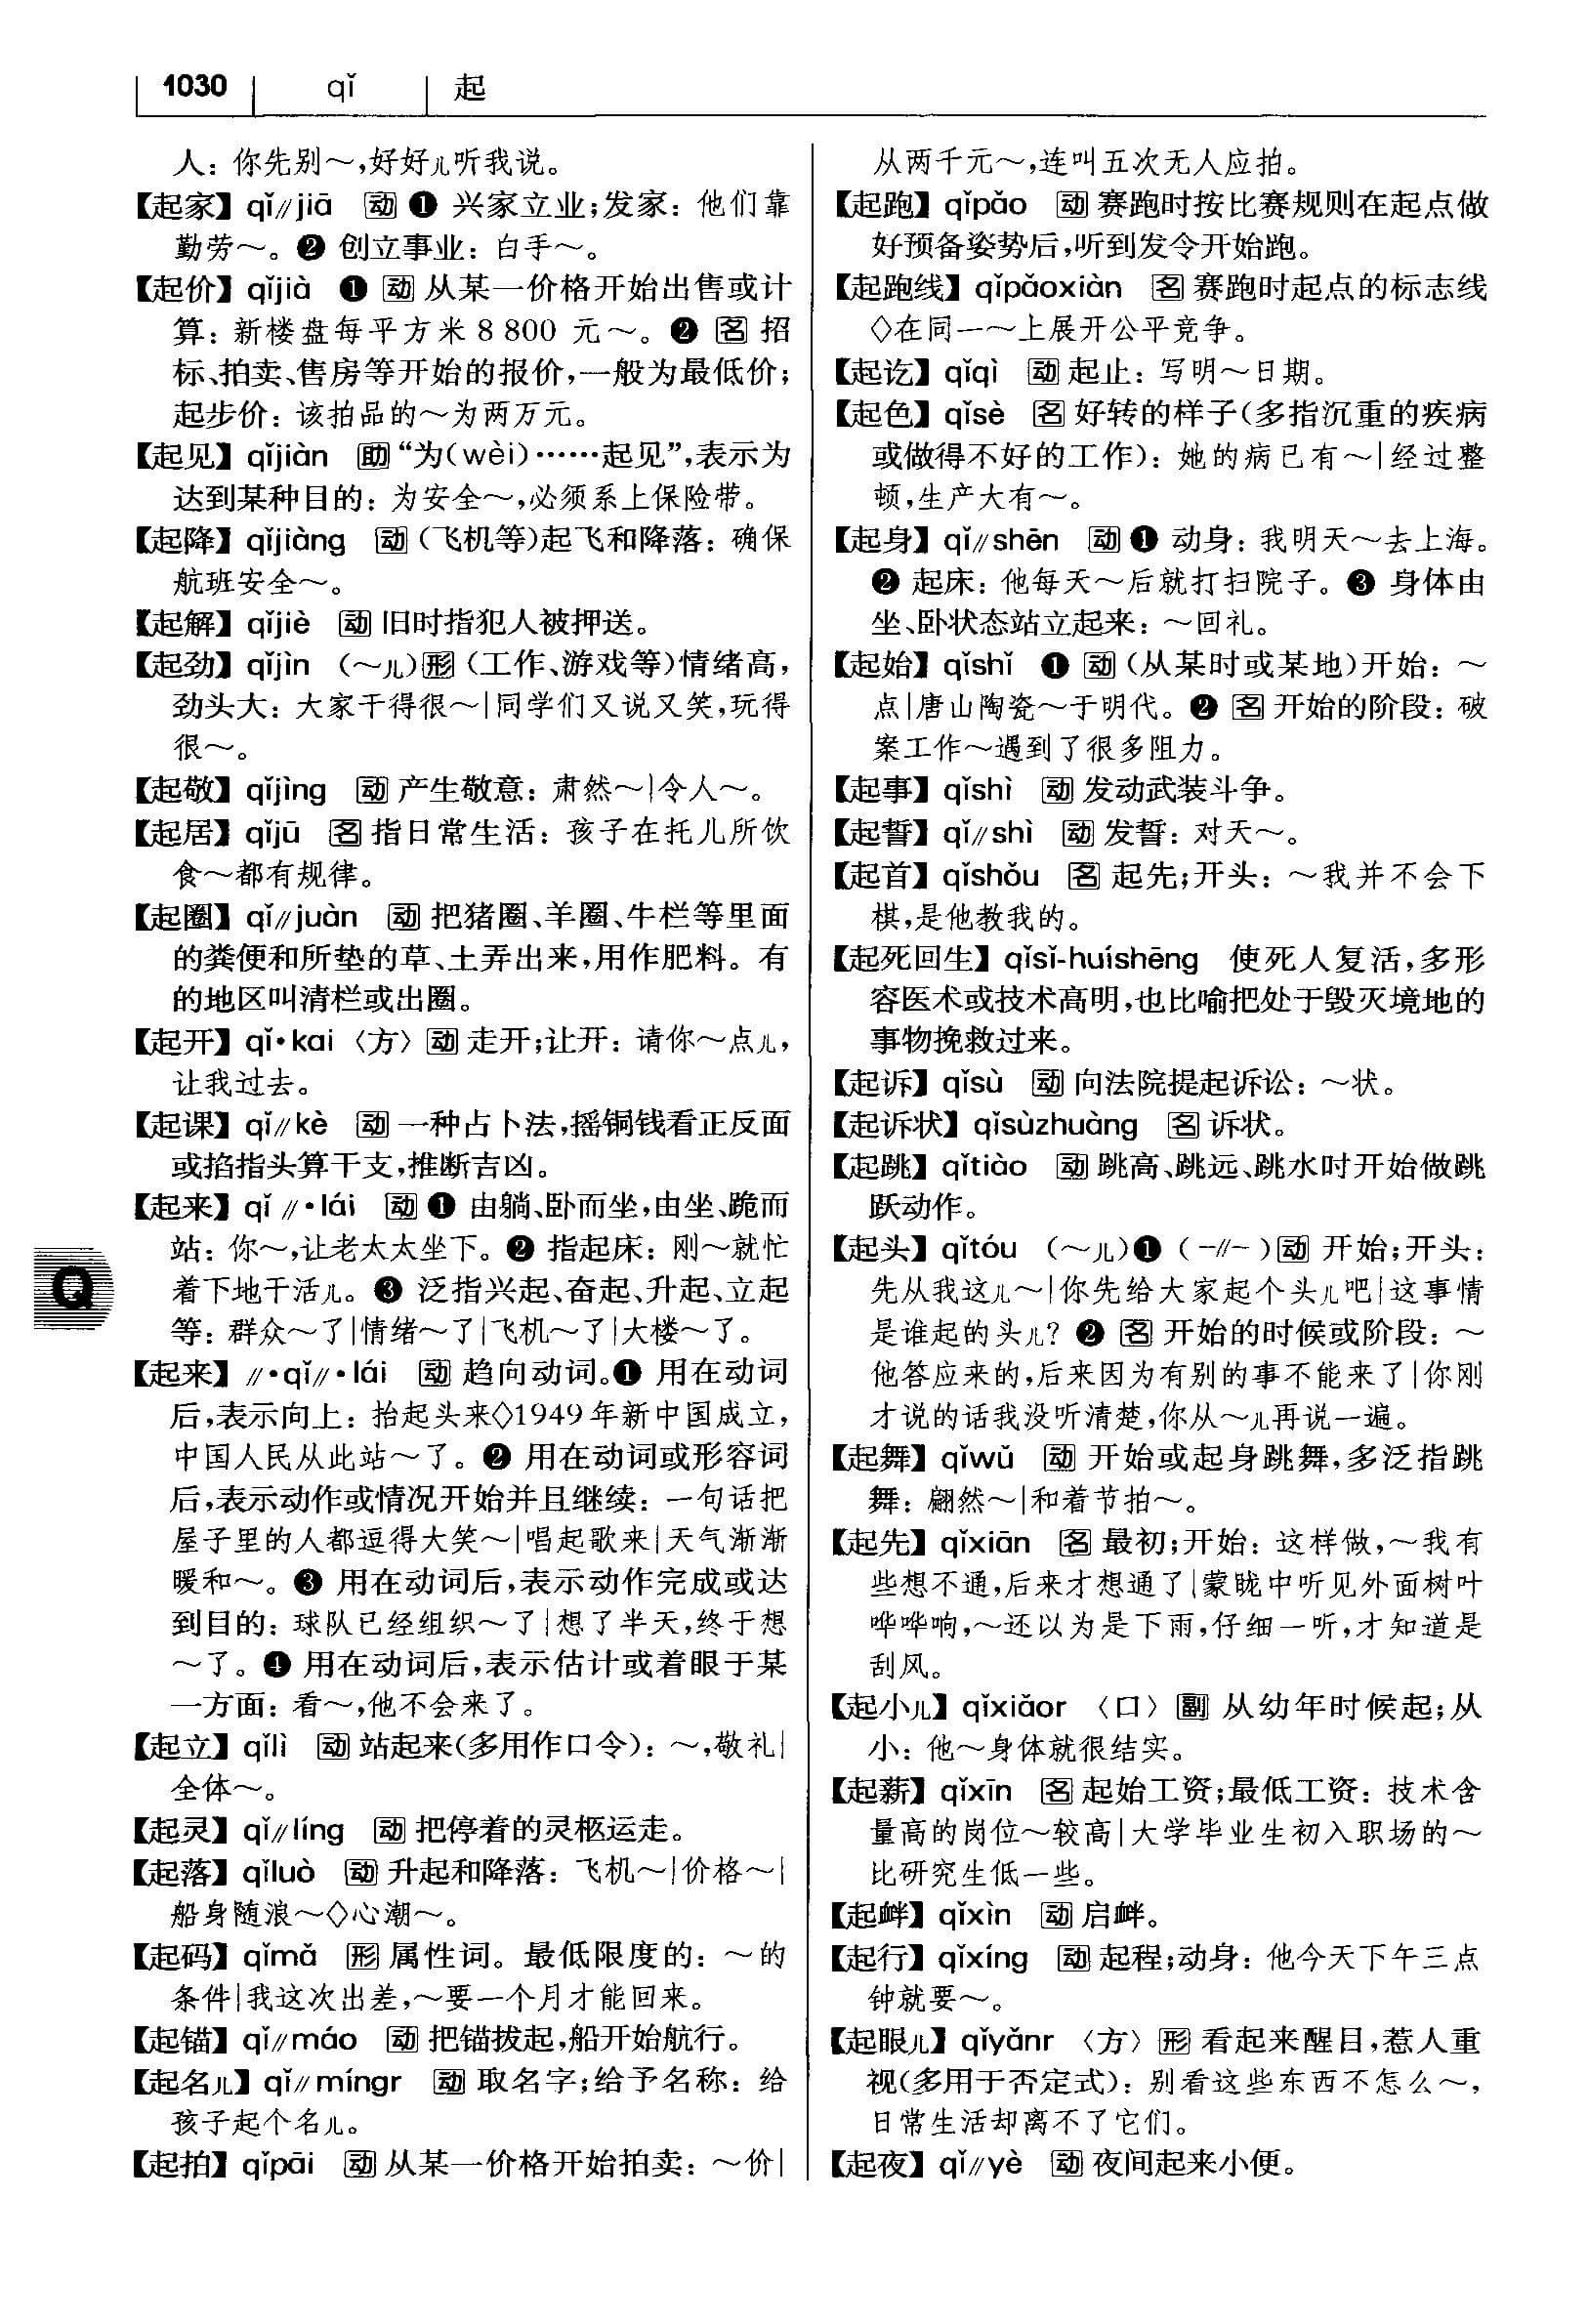 1030 qǐ 起
人：你先别～，好好儿听我说。
【起家】qǐ//jiā 动 ❶ 兴家立业；发家：他们靠
勤劳～。❷ 创立事业：白手～。
【起价】qǐjià ❶ 动 从某一价格开始出售或计
算：新楼盘每平方米 8 800 元～。❷ 名 招
标、拍卖、售房等开始的报价，一般为最低价；
起步价：该拍品的～为两万元。
【起见】qǐjiàn 助 “为（wèi）……起见”，表示为
达到某种目的：为安全～，必须系上保险带。
【起降】qǐjiàng 动 （飞机等）起飞和降落：确保
航班安全～。
【起解】qǐjiè 动 旧时指犯人被押送。
【起劲】qǐjìn （～儿）形 （工作、游戏等）情绪高，
劲头大：大家干得很～|同学们又说又笑，玩得
很～。
【起敬】qǐjìng 动 产生敬意：肃然～|令人～。
【起居】qǐjū 名 指日常生活：孩子在托儿所饮
食～都有规律。
【起圈】qǐ//juàn 动 把猪圈、羊圈、牛栏等里面
的粪便和所垫的草、土弄出来，用作肥料。有
的地区叫清栏或出圈。
【起开】qǐ•kai〈方〉动 走开；让开：请你～点儿，
让我过去。
【起课】qǐ//kè 动 一种占卜法，摇铜钱看正反面
或掐指头算干支，推断吉凶。
【起来】qǐ//•lái 动 ❶ 由躺、卧而坐，由坐、跪而
站：你～，让老太太坐下。❷ 指起床：刚～就忙
着下地干活儿。❸ 泛指兴起、奋起、升起、立起
等：群众～了|情绪～了|飞机～了|大楼～了。
【起来】//•qǐ//•lái 动 趋向动词。❶ 用在动词
后，表示向上：抬起头来◇1949年新中国成立，
中国人民从此站～了。❷ 用在动词或形容词
后，表示动作或情况开始并且继续：一句话把
屋子里的人都逗得大笑～|唱起歌来|天气渐渐
暖和～。❸ 用在动词后，表示动作完成或达
到目的：球队已经组织～了|想了半天，终于想
～了。❹ 用在动词后，表示估计或着眼于某
一方面：看～，他不会来了。
【起立】qǐlì 动 站起来（多用作口令）：～，敬礼|
全体～。
【起灵】qǐ//líng 动 把停着的灵柩运走。
【起落】qǐluò 动 升起和降落：飞机～|价格～|
船身随浪～◇心潮～。
【起码】qǐmǎ 形 属性词。最低限度的：～的
条件|我这次出差，～要一个月才能回来。
【起锚】qǐ//máo 动 把锚拔起，船开始航行。
【起名儿】qǐ//míngr 动 取名字；给予名称：给
孩子起个名儿。
【起拍】qǐpāi 动 从某一价格开始拍卖：～价|
从两千元～，连叫五次无人应拍。
【起跑】qǐpǎo 动 赛跑时按比赛规则在起点做
好预备姿势后，听到发令开始跑。
【起跑线】qǐpǎoxiàn 名 赛跑时起点的标志线
◇在同一～上展开公平竞争。
【起讫】qǐqì 动 起止：写明～日期。
【起色】qǐsè 名 好转的样子（多指沉重的疾病
或做得不好的工作）：她的病已有～|经过整
顿，生产大有～。
【起身】qǐ//shēn 动 ❶ 动身：我明天～去上海。
❷ 起床：他每天～后就打扫院子。❸ 身体由
坐、卧状态站立起来：～回礼。
【起始】qǐshǐ ❶ 动 （从某时或某地）开始：～
点|唐山陶瓷～于明代。❷ 名 开始的阶段：破
案工作～遇到了很多阻力。
【起事】qǐshì 动 发动武装斗争。
【起誓】qǐ//shì 动 发誓：对天～。
【起首】qǐshǒu 名 起先；开头：～我并不会下
棋，是他教我的。
【起死回生】qǐsǐ-huíshēng 使死人复活，多形
容医术或技术高明，也比喻把处于毁灭境地的
事物挽救过来。
【起诉】qǐsù 动 向法院提起诉讼：～状。
【起诉状】qǐsùzhuàng 名 诉状。
【起跳】qǐtiào 动 跳高、跳远、跳水时开始做跳
跃动作。
【起头】qǐtóu （～儿）❶（-//-）动 开始；开头：
先从我这儿～|你先给大家起个头儿吧|这事情
是谁起的头儿？❷ 名 开始的时候或阶段：～
他答应来的，后来因为有别的事不能来了|你刚
才说的话我没听清楚，你从～儿再说一遍。
【起舞】qǐwǔ 动 开始或起身跳舞，多泛指跳
舞：翩然～|和着节拍～。
【起先】qǐxiān 名 最初；开始：这样做，～我有
些想不通，后来才想通了|蒙眬中听见外面树叶
哗哗响，～还以为是下雨，仔细一听，才知道是
刮风。
【起小儿】qǐxiǎor 〈口〉副 从幼年时候起；从
小：他～身体就很结实。
【起薪】qǐxīn 名 起始工资；最低工资：技术含
量高的岗位～较高|大学毕业生初入职场的～
比研究生低一些。
【起衅】qǐxìn 动 启衅。
【起行】qǐxíng 动 起程；动身：他今天下午三点
钟就要～。
【起眼儿】qǐyǎnr 〈方〉形 看起来醒目，惹人重
视（多用于否定式）：别看这些东西不怎么～，
日常生活却离不了它们。
【起夜】qǐ//yè 动 夜间起来小便。
Q